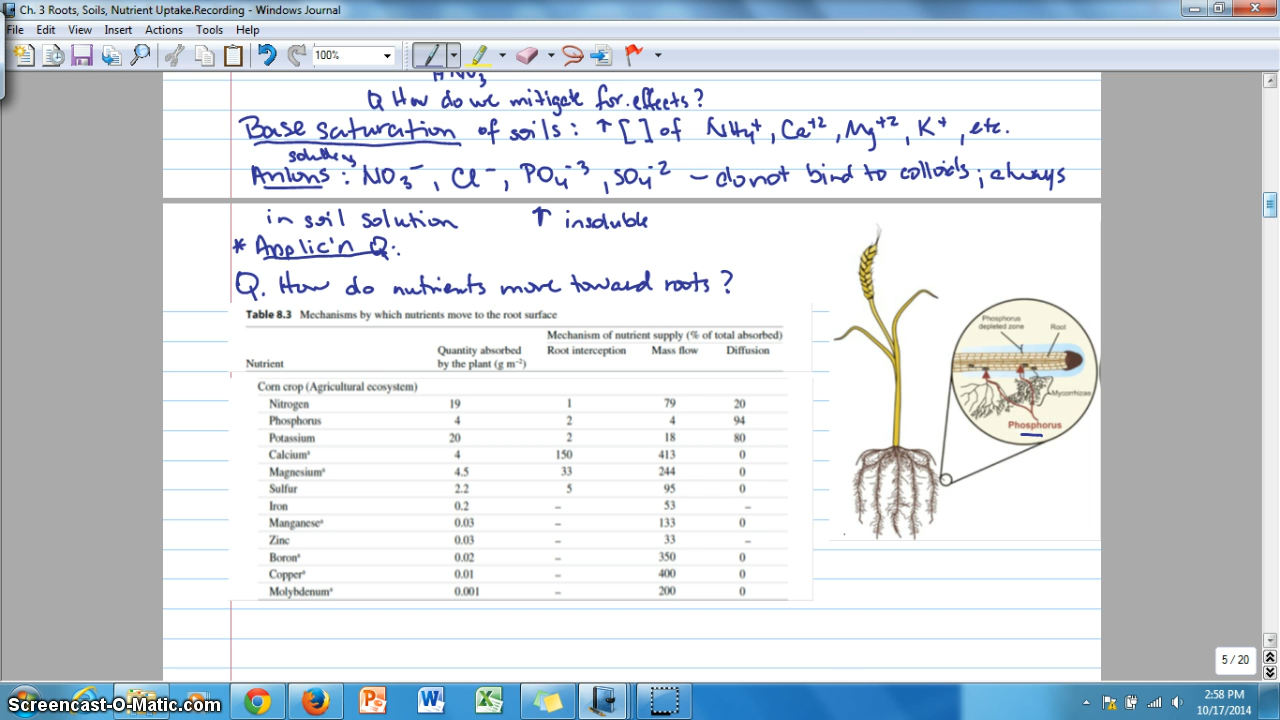 Ch. 3 Roots, Soils, Nutrient Uptake.Recording - Windows Journal
File Edit View Insert Actions Tools Help
100%
HNO3
Q How do we mitigate for effects?
Base saturation of soils: ↑ [ ] of NH4+, Ca+2, Mg+2, K+, etc.
Anions: NO3-, Cl-, PO4-3, SO4-2 - do not bind to colloids; always
in soil solution ↑ insoluble
* Applic'n Q:
Q. How do nutrients move toward roots?
Table 8.3 Mechanisms by which nutrients move to the root surface
Mechanism of nutrient supply (% of total absorbed)
Nutrient Quantity absorbed by the plant (g m⁻²) Root interception Mass flow Diffusion
Corn crop (Agricultural ecosystem)
Nitrogen 19 1 79 20
Phosphorus 4 2 4 94
Potassium 20 2 18 80
Calciumᵃ 4 150 413 0
Magnesiumᵃ 4.5 33 244 0
Sulfur 2.2 5 95 0
Iron 0.2 – 53 –
Manganeseᵃ 0.03 – 133 0
Zinc 0.03 – 33 –
Boronᵃ 0.02 – 350 0
Copperᵃ 0.01 – 400 0
Molybdenumᵃ 0.001 – 200 0
Phosphorus depleted zone
Root
Mycorrhizae
Phosphorus
5 / 20
Screencast-O-Matic.com
2:58 PM
10/17/2014